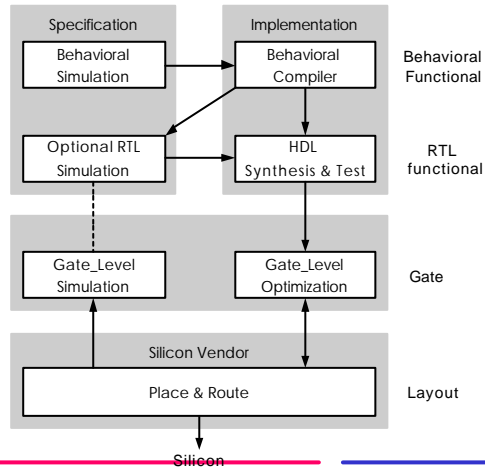 Specification
Implementation
Behavioral
Simulation
Behavioral
Compiler
Behavioral
Functional
Optional RTL
Simulation
HDL
Synthesis & Test
RTL
functional
Gate_Level
Simulation
Gate_Level
Optimization
Gate
Silicon Vendor
Place & Route
Layout
Silicon